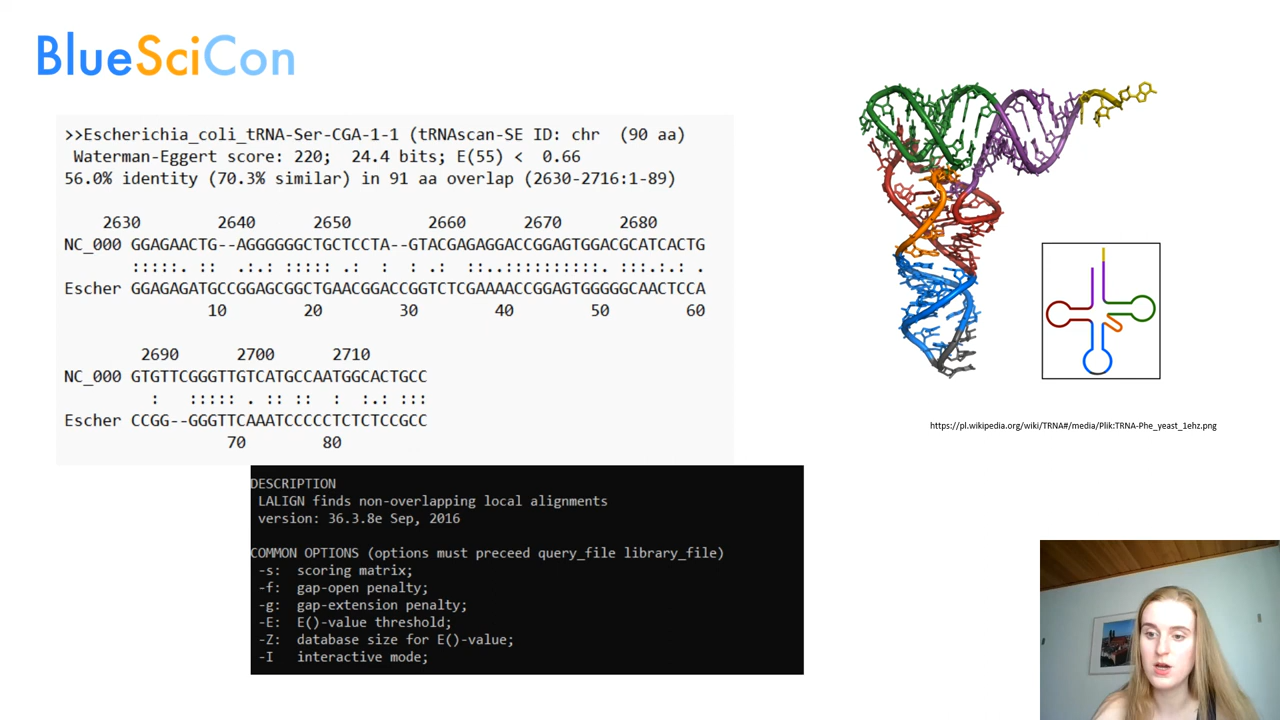 BlueSciCon
>>Escherichia_coli_tRNA-Ser-CGA-1-1 (tRNAscan-SE ID: chr  (90 aa)
Waterman-Eggert score: 220;  24.4 bits; E(55) <  0.66
56.0% identity (70.3% similar) in 91 aa overlap (2630-2716:1-89)
2630 2640 2650 2660 2670 2680
NC_000 GGAGAACTG--AGGGGGGCTGCTCCTA--GTACGAGAGGACCGGAGTGGACGCATCACTG
:::::. ::  .:.: ::::: .:  :  : .:  ::..::::::::::. :::.:.: .
Escher GGAGAGATGCCGGAGCGGCTGAACGGACCGGTCTCGAAAACCGGAGTGGGGGCAACTCCA
10 20 30 40 50 60
2690 2700 2710
NC_000 GTGTTCGGGTTGTCATGCCAATGGCACTGCC
:   ::::: . :: ::  :   :.: :::
Escher CCGG--GGGTTCAAATCCCCCTCTCTCCGCC
70 80
DESCRIPTION
LALIGN finds non-overlapping local alignments
version: 36.3.8e Sep, 2016
COMMON OPTIONS (options must preceed query_file library_file)
-s:  scoring matrix;
-f:  gap-open penalty;
-g:  gap-extension penalty;
-E:  E()-value threshold;
-Z:  database size for E()-value;
-I   interactive mode;
https://pl.wikipedia.org/wiki/TRNA#/media/Plik:TRNA-Phe_yeast_1ehz.png